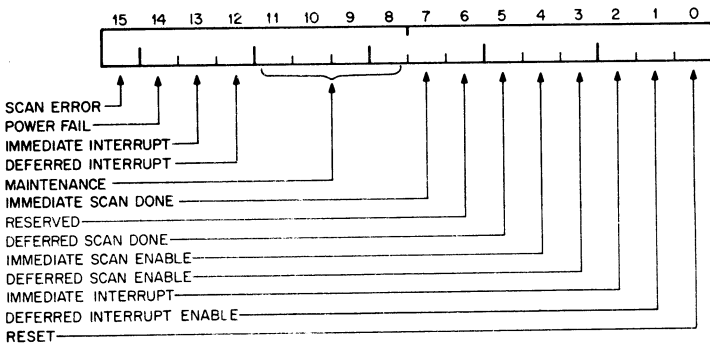 15 14 13 12 11 10 9 8 7 6 5 4 3 2 1 0
SCAN ERROR
POWER FAIL
IMMEDIATE INTERRUPT
DEFERRED INTERRUPT
MAINTENANCE
IMMEDIATE SCAN DONE
RESERVED
DEFERRED SCAN DONE
IMMEDIATE SCAN ENABLE
DEFERRED SCAN ENABLE
IMMEDIATE INTERRUPT
DEFERRED INTERRUPT ENABLE
RESET